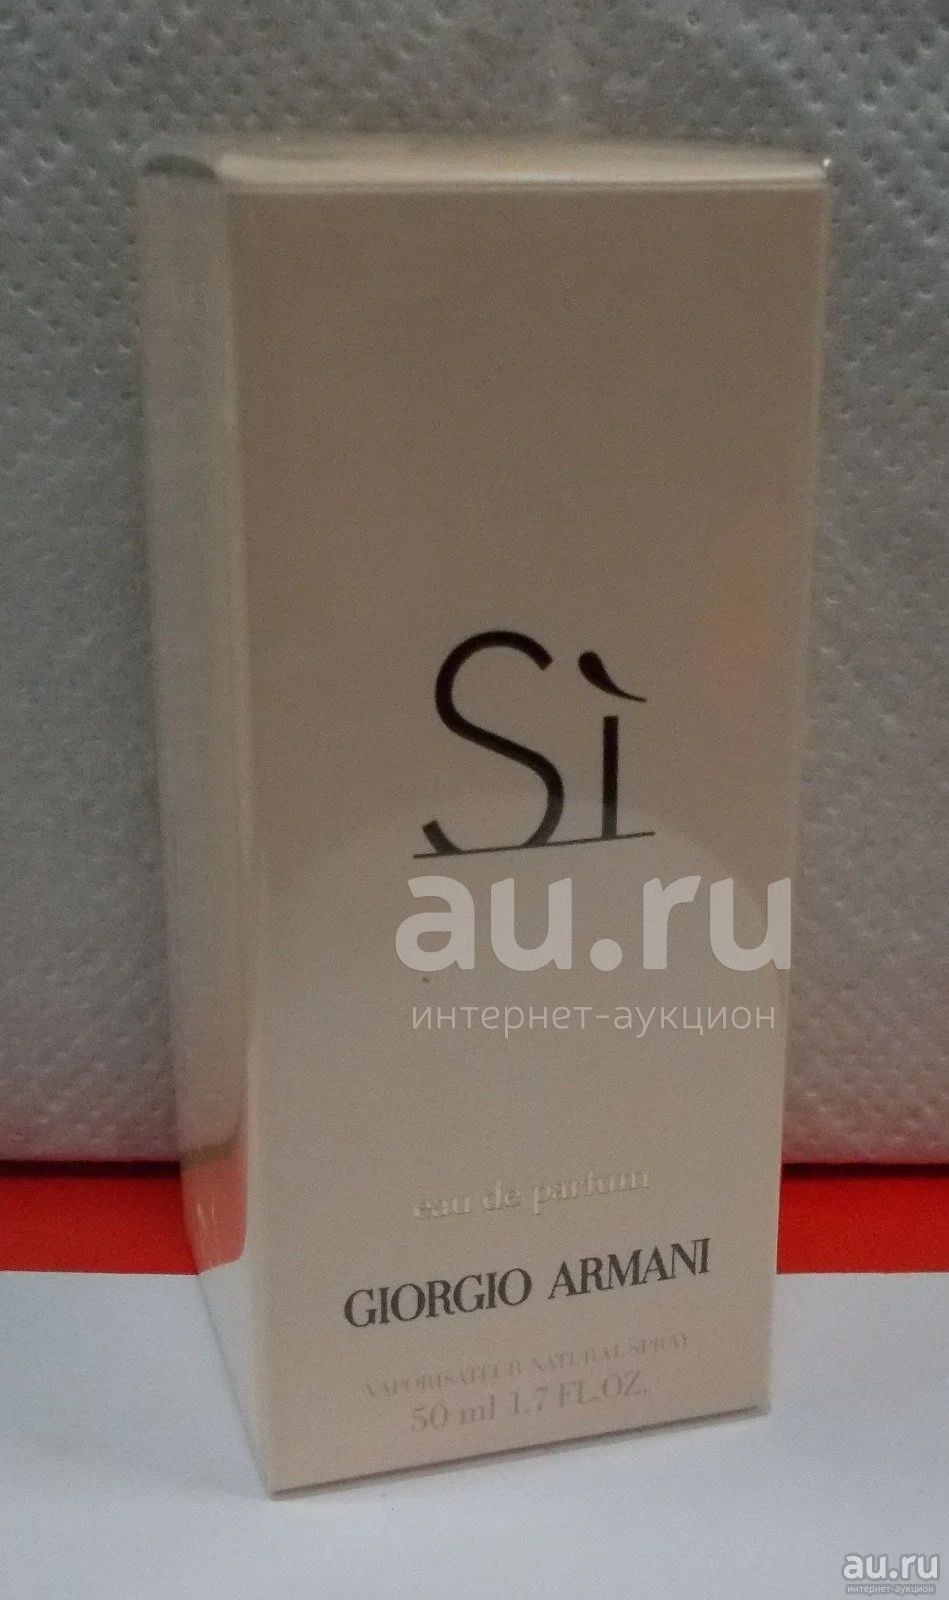 Sì
au.ru
интернет-аукцион
eau de parfum
GIORGIO ARMANI
VAPORISATEUR NATURAL SPRAY
50 ml 1.7 FL.OZ.
au.ru
интернет-аукцион